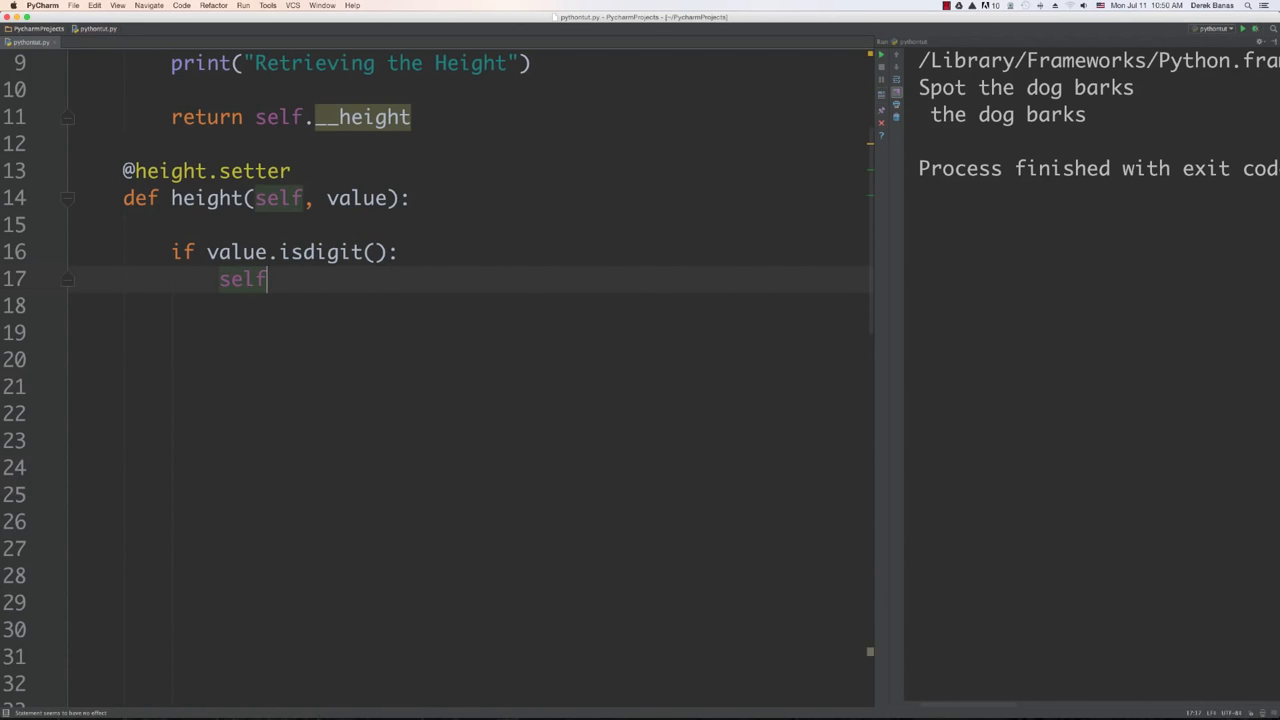 PyCharm File Edit View Navigate Code Refactor Run Tools VCS Window Help
10 Mon Jul 11 10:50 AM Derek Banas
pythontut.py - PycharmProjects - [~/PycharmProjects]
PycharmProjects pythontut.py pythontut
pythontut.py Run: pythontut
9 print("Retrieving the Height")
10
11 return self.__height
12
13 @height.setter
14 def height(self, value):
15
16 if value.isdigit():
17 self
18
19
20
21
22
23
24
25
26
27
28
29
30
31
32
/Library/Frameworks/Python.fra
Spot the dog barks
the dog barks
Process finished with exit cod
Statement seems to have no effect
17:17 LF UTF-8